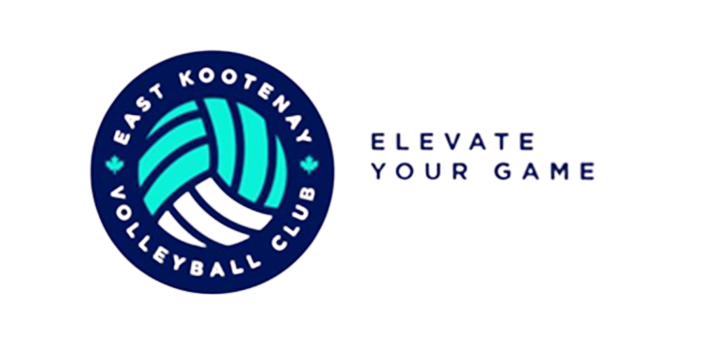 EAST KOOTENAY
VOLLEYBALL CLUB
ELEVATE
YOUR GAME